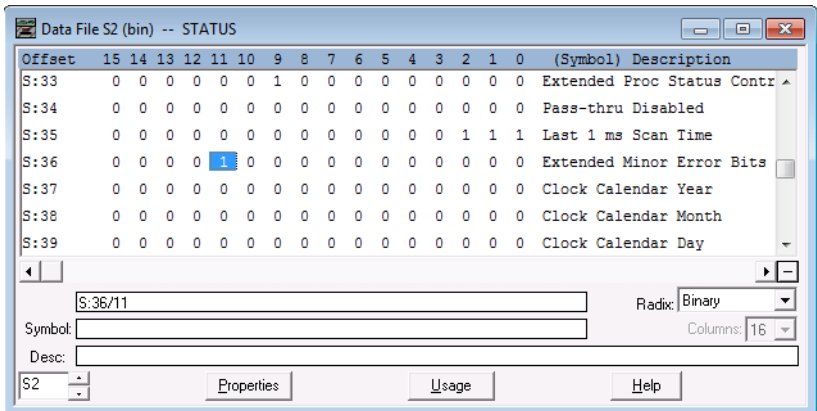 Data File S2 (bin) -- STATUS
Offset 15 14 13 12 11 10 9 8 7 6 5 4 3 2 1 0 (Symbol) Description
S:33 0 0 0 0 0 0 1 0 0 0 0 0 0 0 0 0 Extended Proc Status Contr
S:34 0 0 0 0 0 0 0 0 0 0 0 0 0 0 0 0 Pass-thru Disabled
S:35 0 0 0 0 0 0 0 0 0 0 0 0 0 1 1 1 Last 1 ms Scan Time
S:36 0 0 0 0 1 0 0 0 0 0 0 0 0 0 0 0 Extended Minor Error Bits
S:37 0 0 0 0 0 0 0 0 0 0 0 0 0 0 0 0 Clock Calendar Year
S:38 0 0 0 0 0 0 0 0 0 0 0 0 0 0 0 0 Clock Calendar Month
S:39 0 0 0 0 0 0 0 0 0 0 0 0 0 0 0 0 Clock Calendar Day
S:36/11 Radix: Binary
Symbol: Columns: 16
Desc:
S2 Properties Usage Help